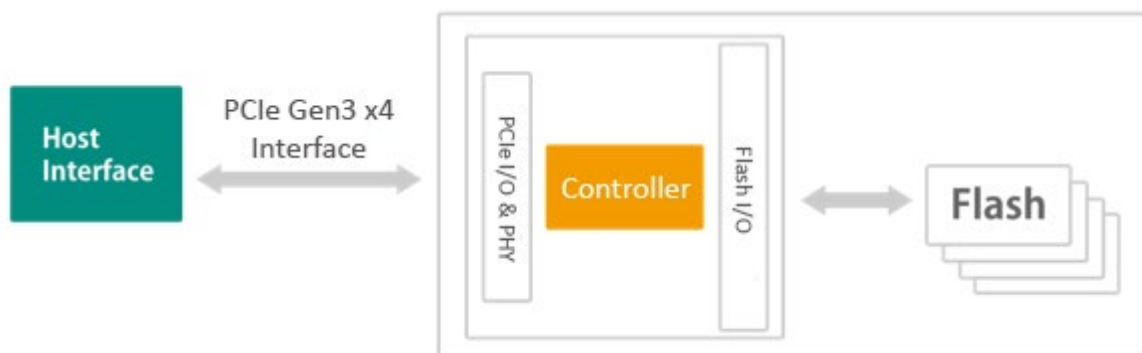 Host
Interface
PCIe Gen3 x4
Interface
PCIe I/O & PHY
Controller
Flash I/O
Flash